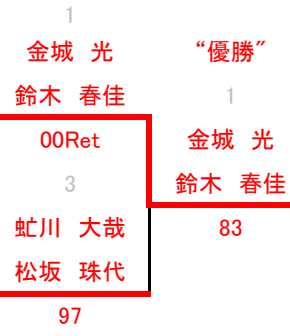 1
金城 光
鈴木 春佳
00Ret
3
虻川 大哉
松坂 珠代
97
“優勝”
1
金城 光
鈴木 春佳
83